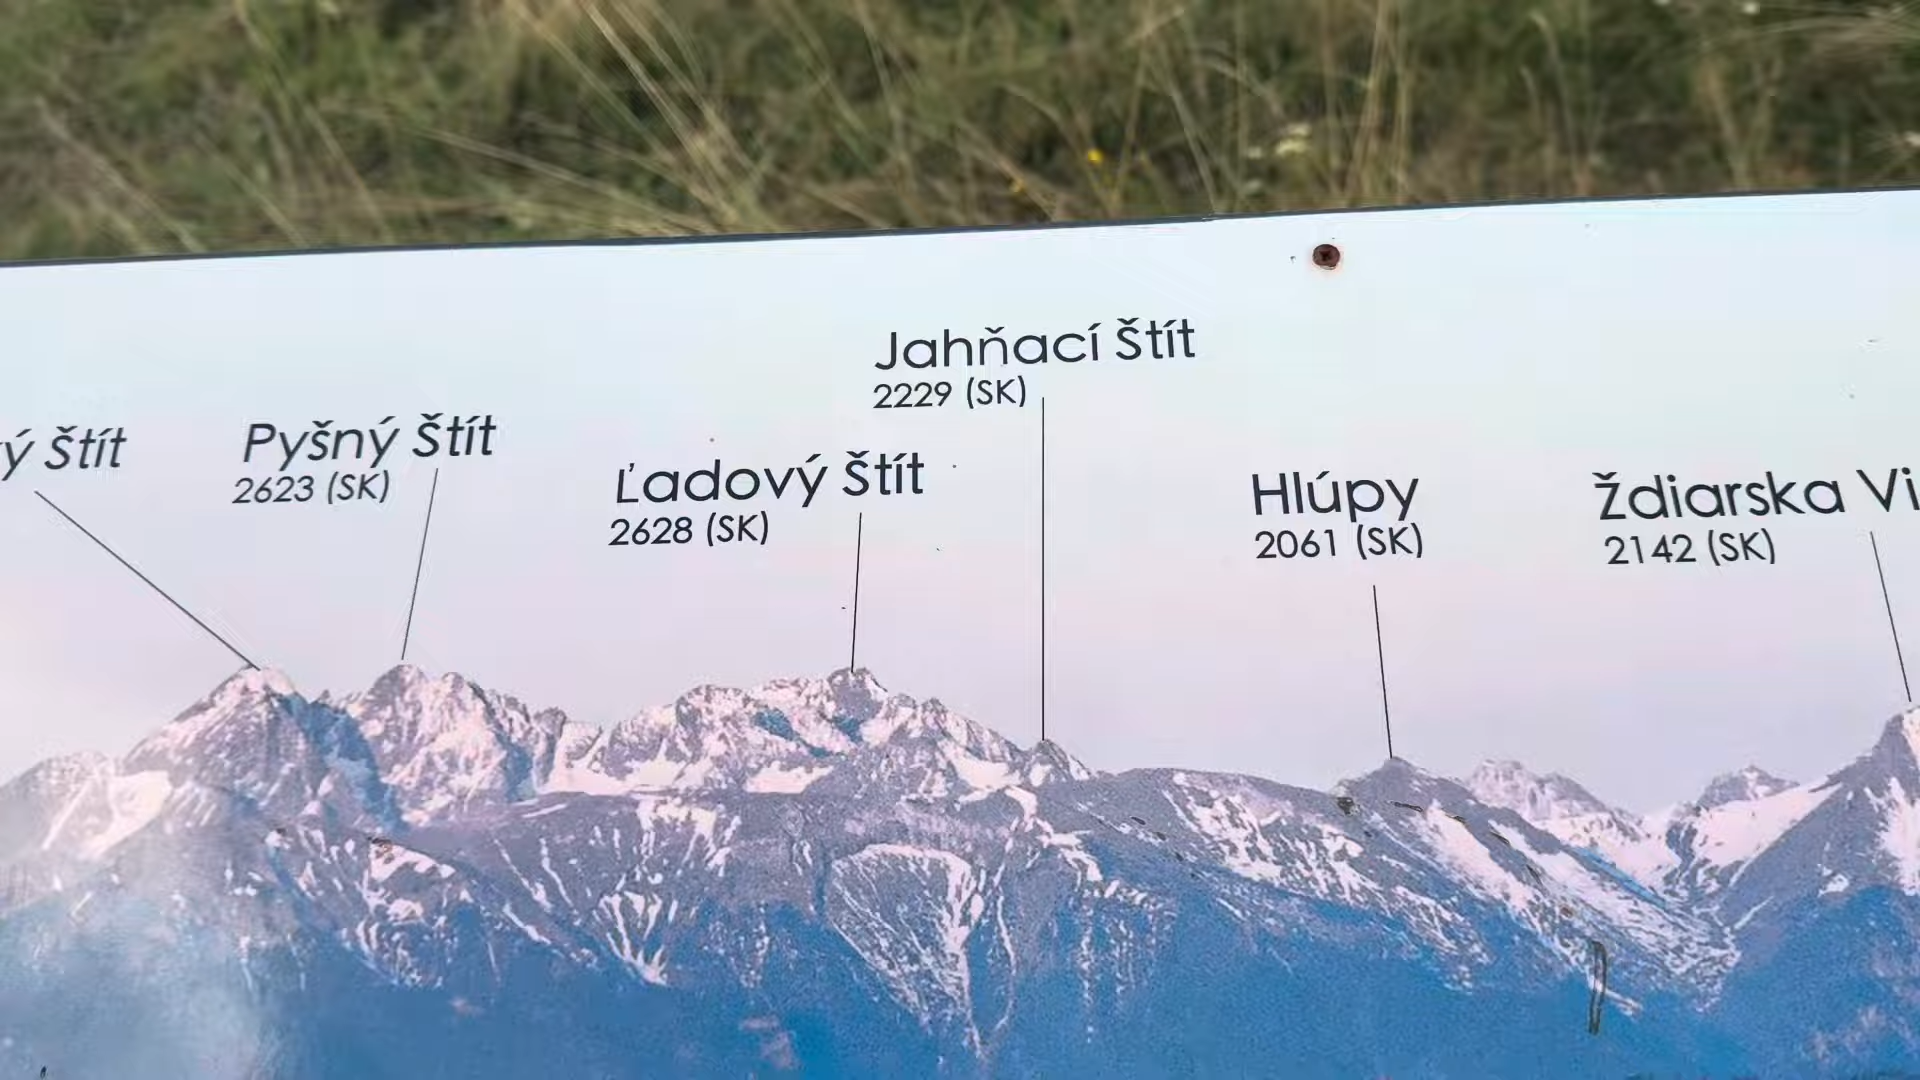 Jahňací Štít
2229 (SK)
ý Štít
Pyšný Štít
2623 (SK)
Ľadový Štít
2628 (SK)
Hlúpy
2061 (SK)
Ždiarska Vi
2142 (SK)